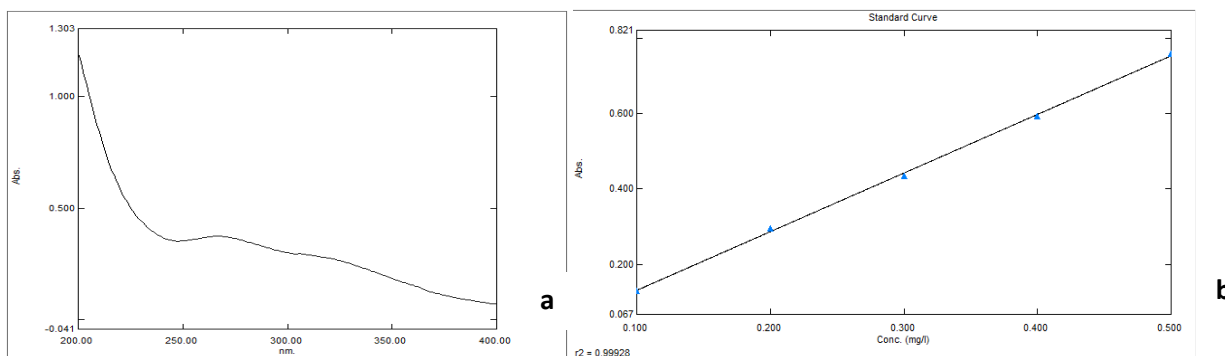 1.303
1.000
0.500
-0.041
Abs.
200.00 250.00 300.00 350.00 400.00
nm.
a
Standard Curve
0.821
0.600
0.400
0.200
0.067
Abs.
0.100 0.200 0.300 0.400 0.500
Conc. (mg/l)
r2 = 0.99928